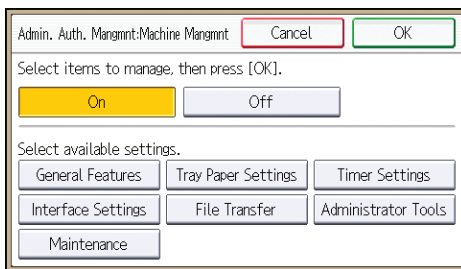 Admin. Auth. Mangmnt:Machine Mangmnt Cancel OK
Select items to manage, then press [OK].
On Off
Select available settings.
General Features Tray Paper Settings Timer Settings
Interface Settings File Transfer Administrator Tools
Maintenance